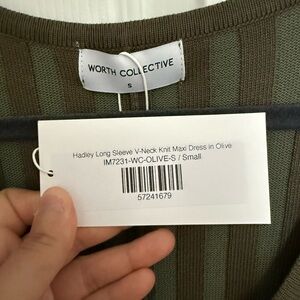 WORTH COLLECTIVE
S
Hadley Long Sleeve V-Neck Knit Maxi Dress in Olive
IM7231-WC-OLIVE-S / Small
57241679